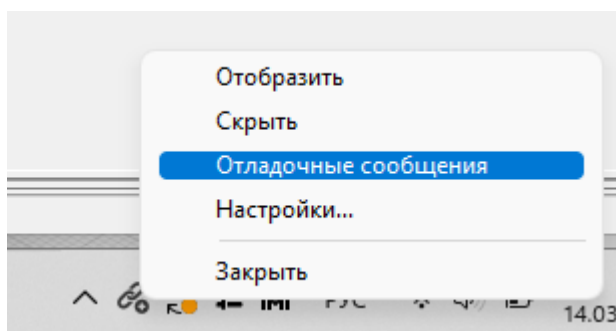 Отобразить
Скрыть
Отладочные сообщения
Настройки...
Закрыть
РУС
14.03